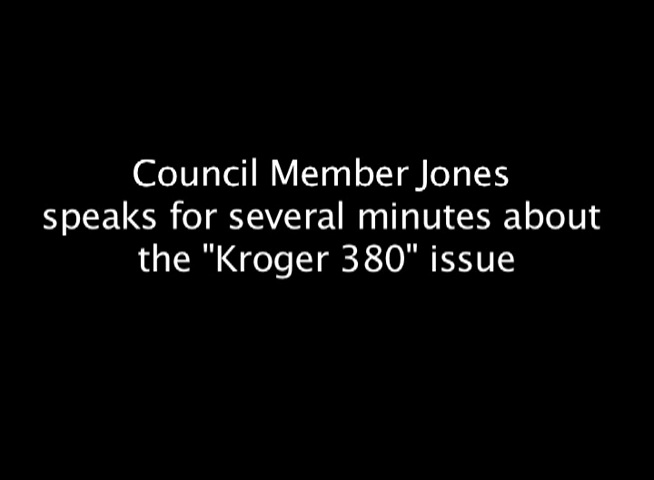 Council Member Jones
speaks for several minutes about
the "Kroger 380" issue